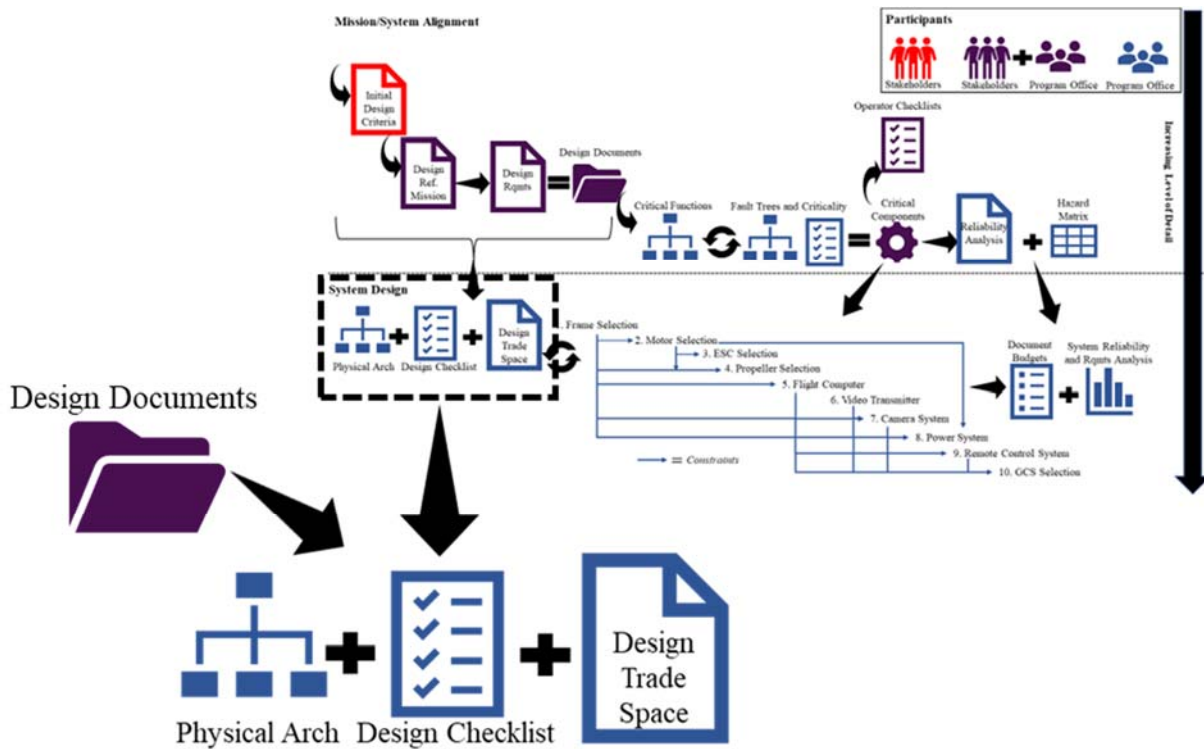 Mission/System Alignment
Participants
Stakeholders
Stakeholders
Program Office
Program Office
Initial
Design
Criteria
Operator Checklists
Design
Ref.
Mission
Design
Rqmts
Design Documents
Critical Functions
Fault Trees and Criticality
Critical
Components
Reliability
Analysis
Hazard
Matrix
Increasing Level of Detail
System Design
Physical Arch
Design Checklist
Design
Trade
Space
1. Frame Selection
2. Motor Selection
3. ESC Selection
4. Propeller Selection
5. Flight Computer
6. Video Transmitter
7. Camera System
8. Power System
9. Remote Control System
10. GCS Selection
= Constraints
Document
Budgets
System Reliability
and Rqmts Analysis
Design Documents
Physical Arch
Design Checklist
Design
Trade
Space